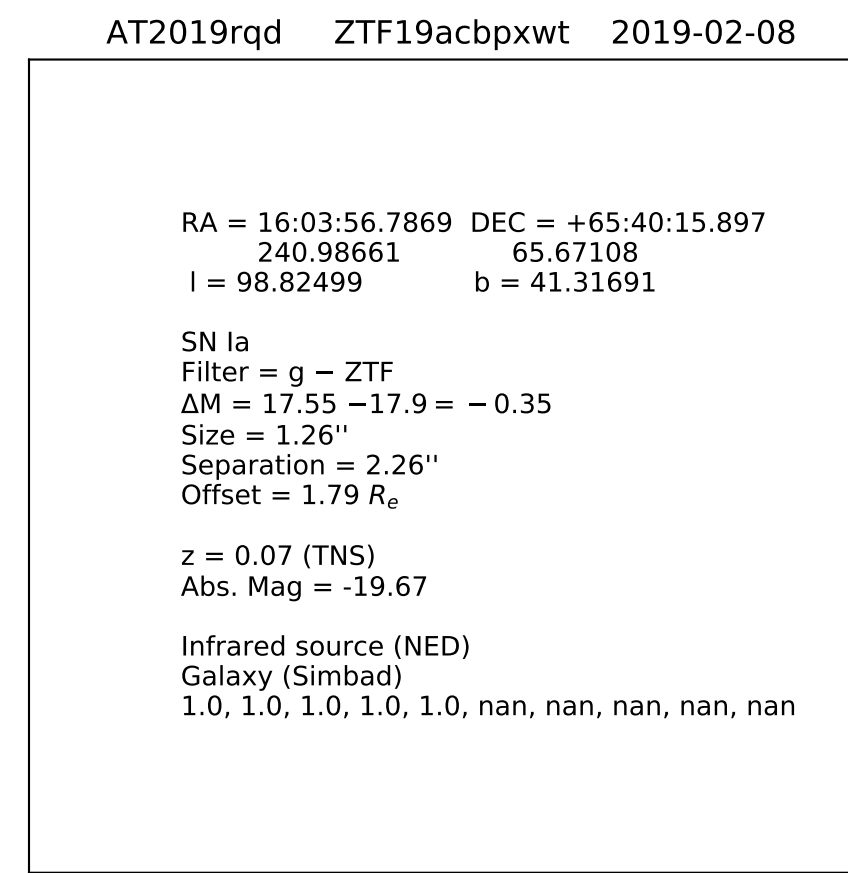 AT2019rqd ZTF19acbpxwt 2019-02-08
RA = 16:03:56.7869 DEC = +65:40:15.897
240.98661 65.67108
l = 98.82499 b = 41.31691
SN Ia
Filter = g − ZTF
ΔM = 17.55 −17.9 = − 0.35
Size = 1.26''
Separation = 2.26''
Offset = 1.79 Re
z = 0.07 (TNS)
Abs. Mag = -19.67
Infrared source (NED)
Galaxy (Simbad)
1.0, 1.0, 1.0, 1.0, 1.0, nan, nan, nan, nan, nan